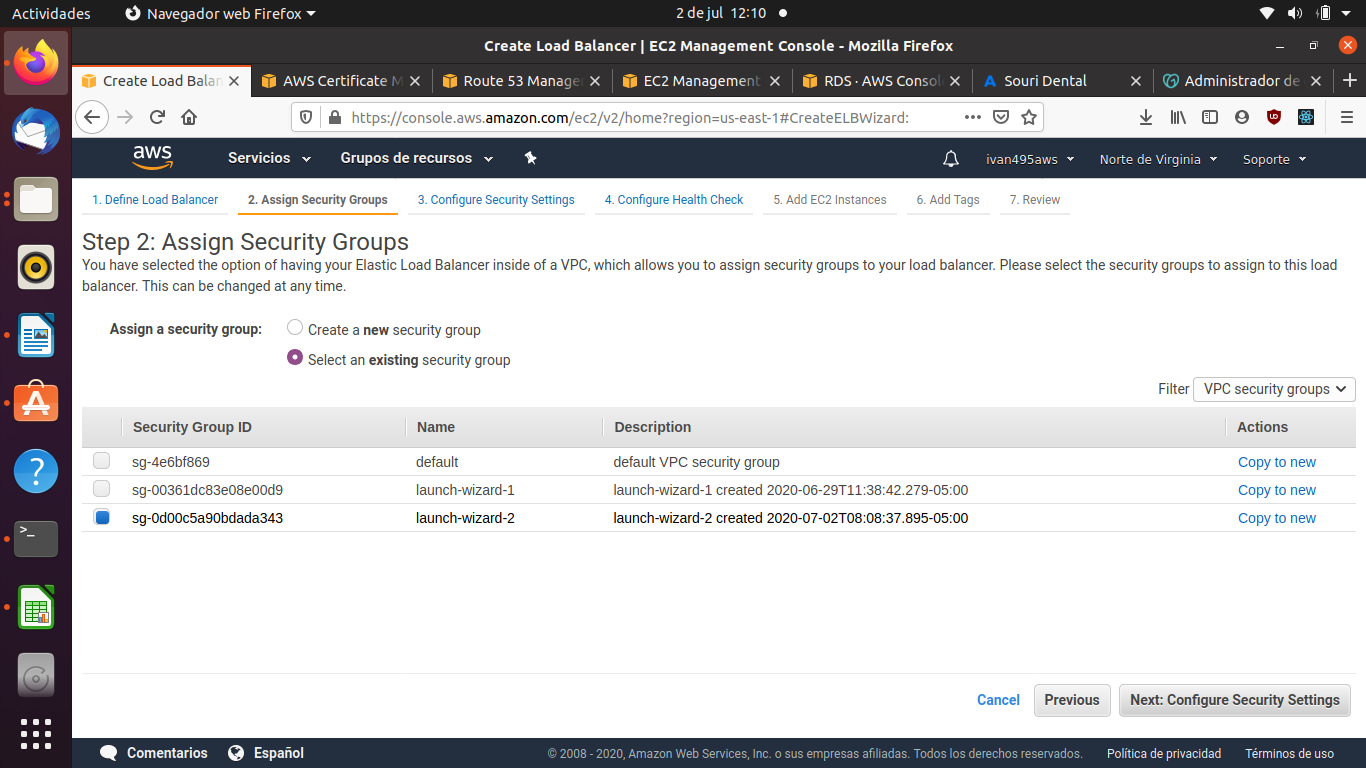 Actividades Navegador web Firefox 2 de jul 12:10
Create Load Balancer | EC2 Management Console - Mozilla Firefox
Create Load Balan AWS Certificate M Route 53 Manage EC2 Management RDS · AWS Consol Souri Dental Administrador de
https://console.aws.amazon.com/ec2/v2/home?region=us-east-1#CreateELBWizard:
aws Servicios Grupos de recursos ivan495aws Norte de Virginia Soporte
1. Define Load Balancer 2. Assign Security Groups 3. Configure Security Settings 4. Configure Health Check 5. Add EC2 Instances 6. Add Tags 7. Review
Step 2: Assign Security Groups
You have selected the option of having your Elastic Load Balancer inside of a VPC, which allows you to assign security groups to your load balancer. Please select the security groups to assign to this load
balancer. This can be changed at any time.
Assign a security group: Create a new security group
Select an existing security group
Filter VPC security groups
Security Group ID Name Description Actions
sg-4e6bf869 default default VPC security group Copy to new
sg-00361dc83e08e00d9 launch-wizard-1 launch-wizard-1 created 2020-06-29T11:38:42.279-05:00 Copy to new
sg-0d00c5a90bdada343 launch-wizard-2 launch-wizard-2 created 2020-07-02T08:08:37.895-05:00 Copy to new
Cancel Previous Next: Configure Security Settings
Comentarios Español © 2008 - 2020, Amazon Web Services, Inc. o sus empresas afiliadas. Todos los derechos reservados. Política de privacidad Términos de uso